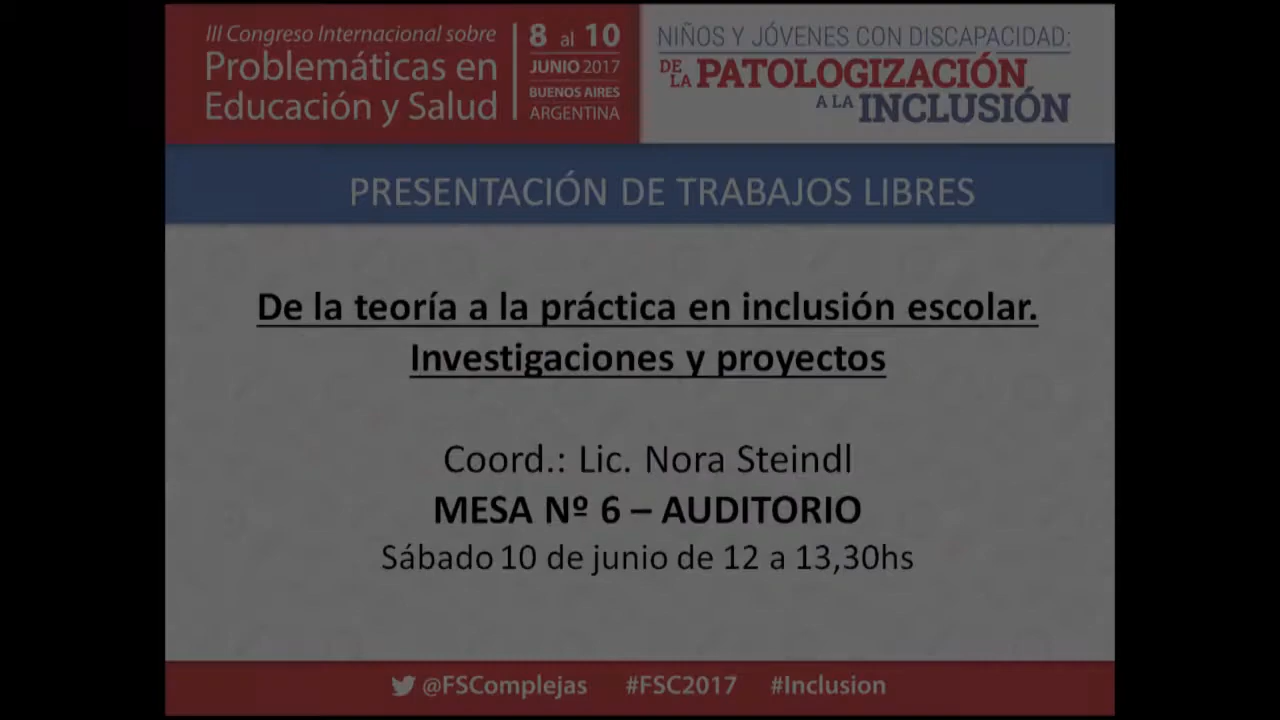 III Congreso Internacional sobre
Problemáticas en
Educación y Salud
8 al 10
JUNIO 2017
BUENOS AIRES
ARGENTINA
NIÑOS Y JÓVENES CON DISCAPACIDAD:
DE LA PATOLOGIZACIÓN
A LA INCLUSIÓN
PRESENTACIÓN DE TRABAJOS LIBRES
De la teoría a la práctica en inclusión escolar.
Investigaciones y proyectos
Coord.: Lic. Nora Steindl
MESA Nº 6 – AUDITORIO
Sábado 10 de junio de 12 a 13,30hs
@FSComplejas #FSC2017 #Inclusion